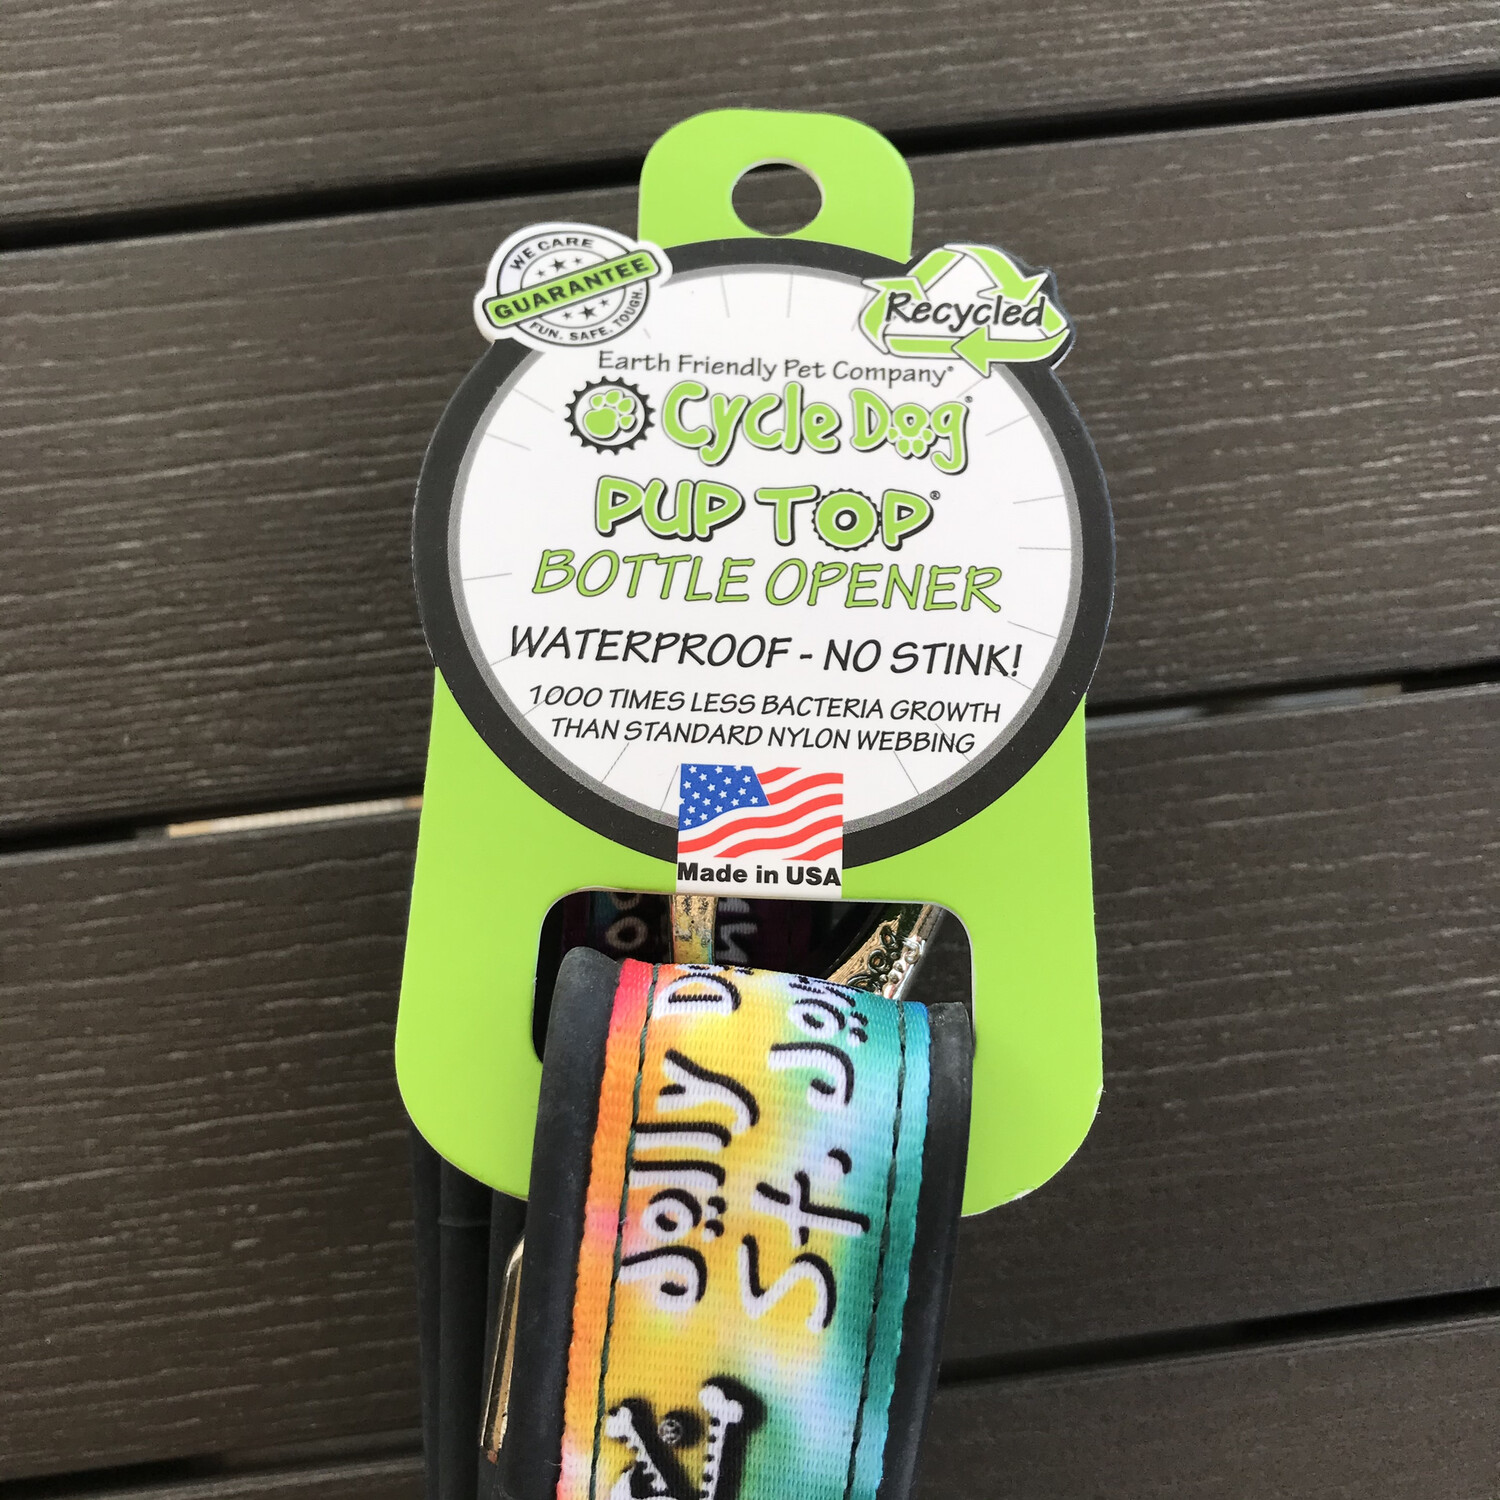 WE CARE
GUARANTEE
FUN. SAFE. TOUGH.
Recycled
Earth Friendly Pet Company®
Cycle Dog®
PUP TOP®
BOTTLE OPENER
WATERPROOF - NO STINK!
1000 TIMES LESS BACTERIA GROWTH
THAN STANDARD NYLON WEBBING
Made in USA
Jolly
St. Jo